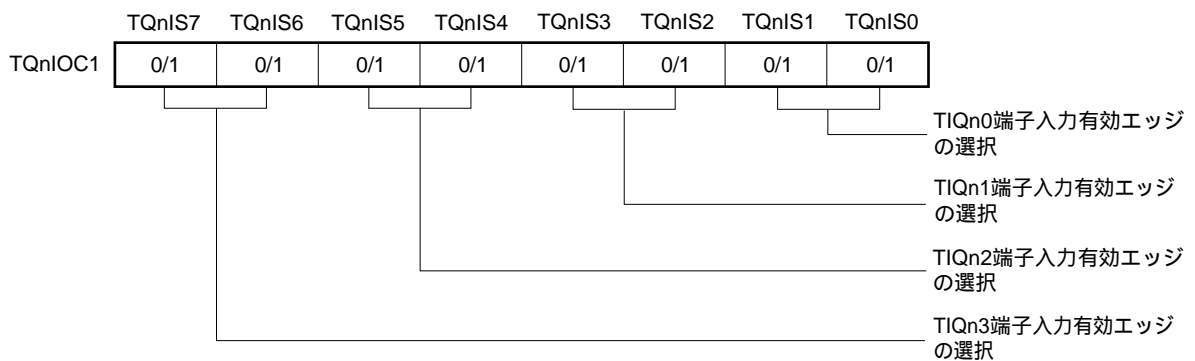 TQnIS7 TQnIS6 TQnIS5 TQnIS4 TQnIS3 TQnIS2 TQnIS1 TQnIS0
TQnIOC1 0/1 0/1 0/1 0/1 0/1 0/1 0/1 0/1
TIQn0端子入力有効エッジ
の選択
TIQn1端子入力有効エッジ
の選択
TIQn2端子入力有効エッジ
の選択
TIQn3端子入力有効エッジ
の選択